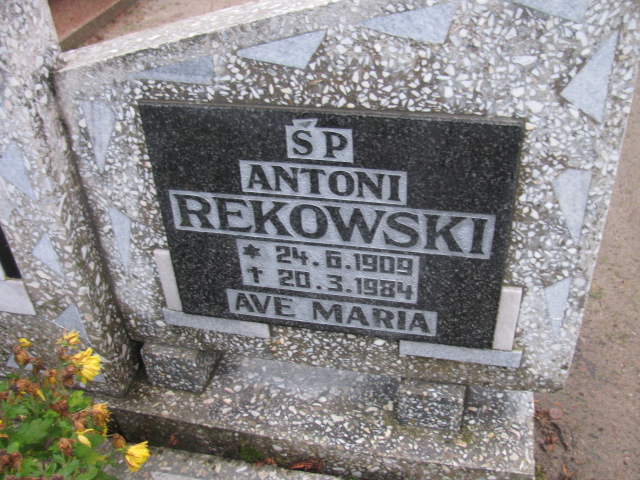 ŚP
ANTONI
REKOWSKI
* 24.6.1909
† 20.3.1984
AVE MARIA